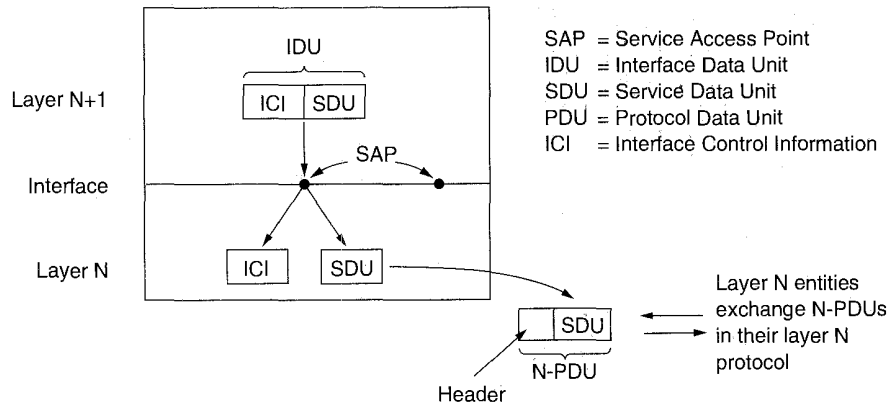 IDU
Layer N+1
ICI SDU
SAP
Interface
Layer N
ICI
SDU
SAP = Service Access Point
IDU = Interface Data Unit
SDU = Service Data Unit
PDU = Protocol Data Unit
ICI = Interface Control Information
SDU
N-PDU
Header
Layer N entities
exchange N-PDUs
in their layer N
protocol